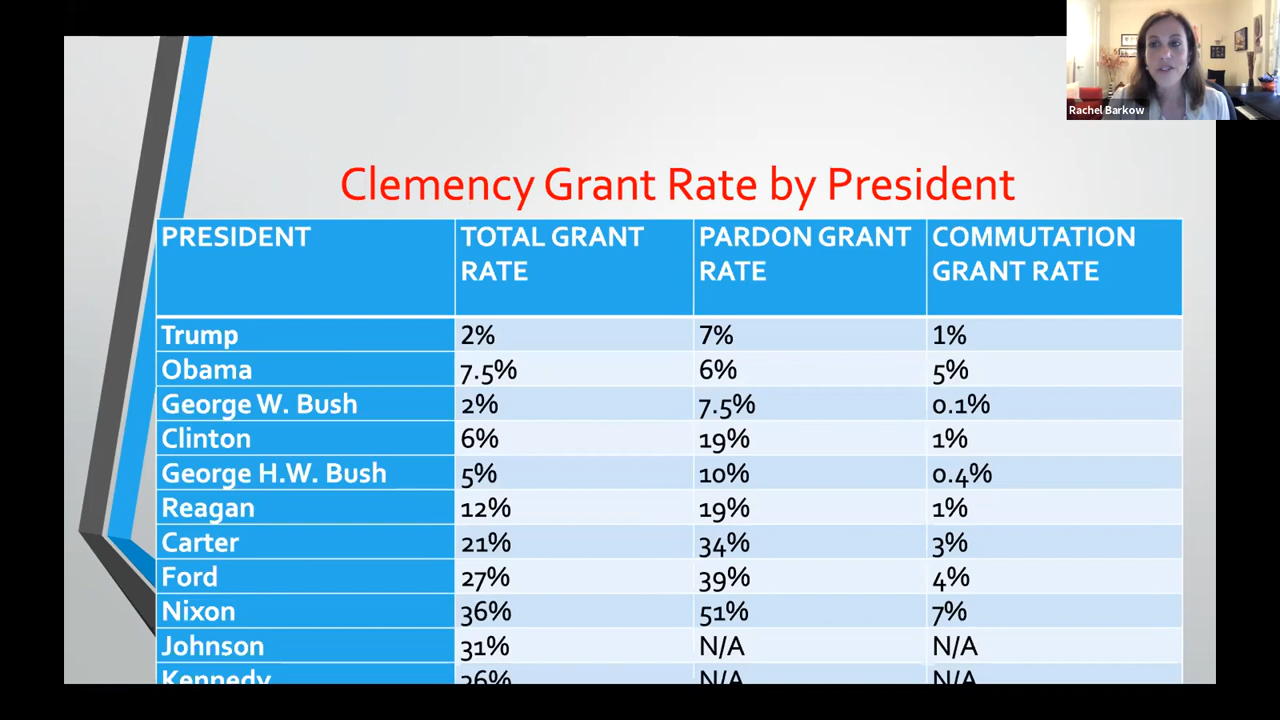 Rachel Barkow
Clemency Grant Rate by President
PRESIDENT TOTAL GRANT RATE PARDON GRANT RATE COMMUTATION GRANT RATE
Trump 2% 7% 1%
Obama 7.5% 6% 5%
George W. Bush 2% 7.5% 0.1%
Clinton 6% 19% 1%
George H.W. Bush 5% 10% 0.4%
Reagan 12% 19% 1%
Carter 21% 34% 3%
Ford 27% 39% 4%
Nixon 36% 51% 7%
Johnson 31% N/A N/A
Kennedy 36% N/A N/A